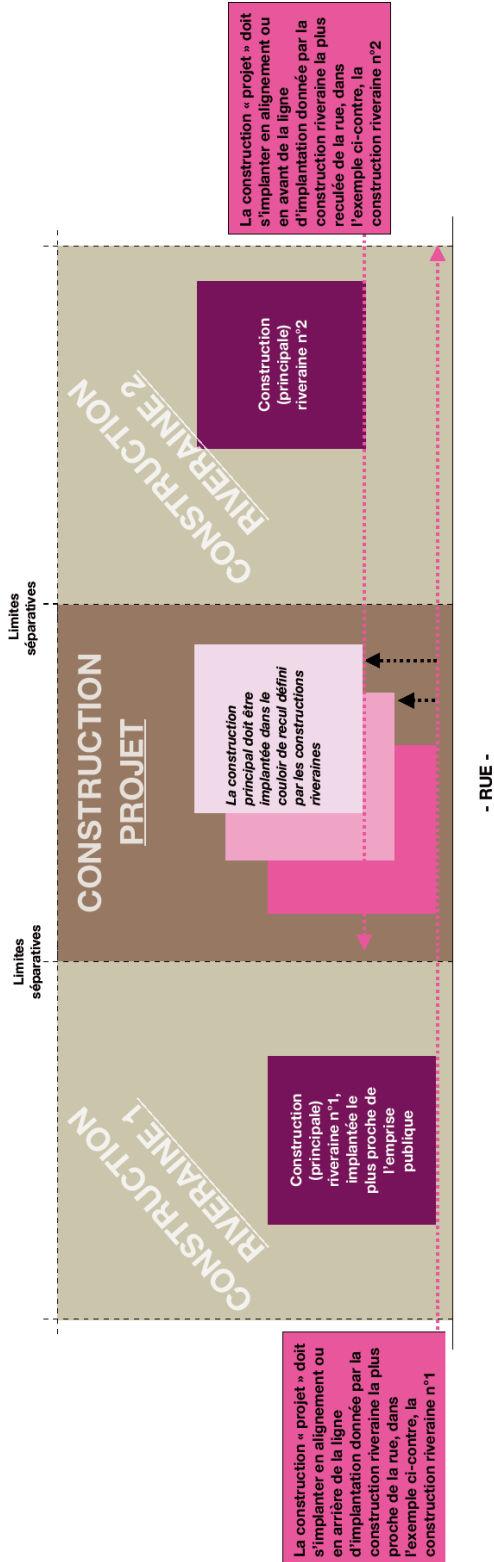 La construction « projet » doit
s'implanter en alignement ou
en arrière de la ligne
d'implantation donnée par la
construction riveraine la plus
proche de la rue, dans
l'exemple ci-contre, la
construction riveraine n°1
CONSTRUCTION
RIVERAINE 1
Construction
(principale)
riveraine n°1,
implantée le
plus proche de
l'emprise
publique
Limites
séparatives
CONSTRUCTION
PROJET
La construction
principal doit être
implantée dans le
couloir de recul défini
par les constructions
riveraines
Limites
séparatives
CONSTRUCTION
RIVERAINE 2
Construction
(principale)
riveraine n°2
La construction « projet » doit
s'implanter en alignement ou
en avant de la ligne
d'implantation donnée par la
construction riveraine la plus
reculée de la rue, dans
l'exemple ci-contre, la
construction riveraine n°2
- RUE -